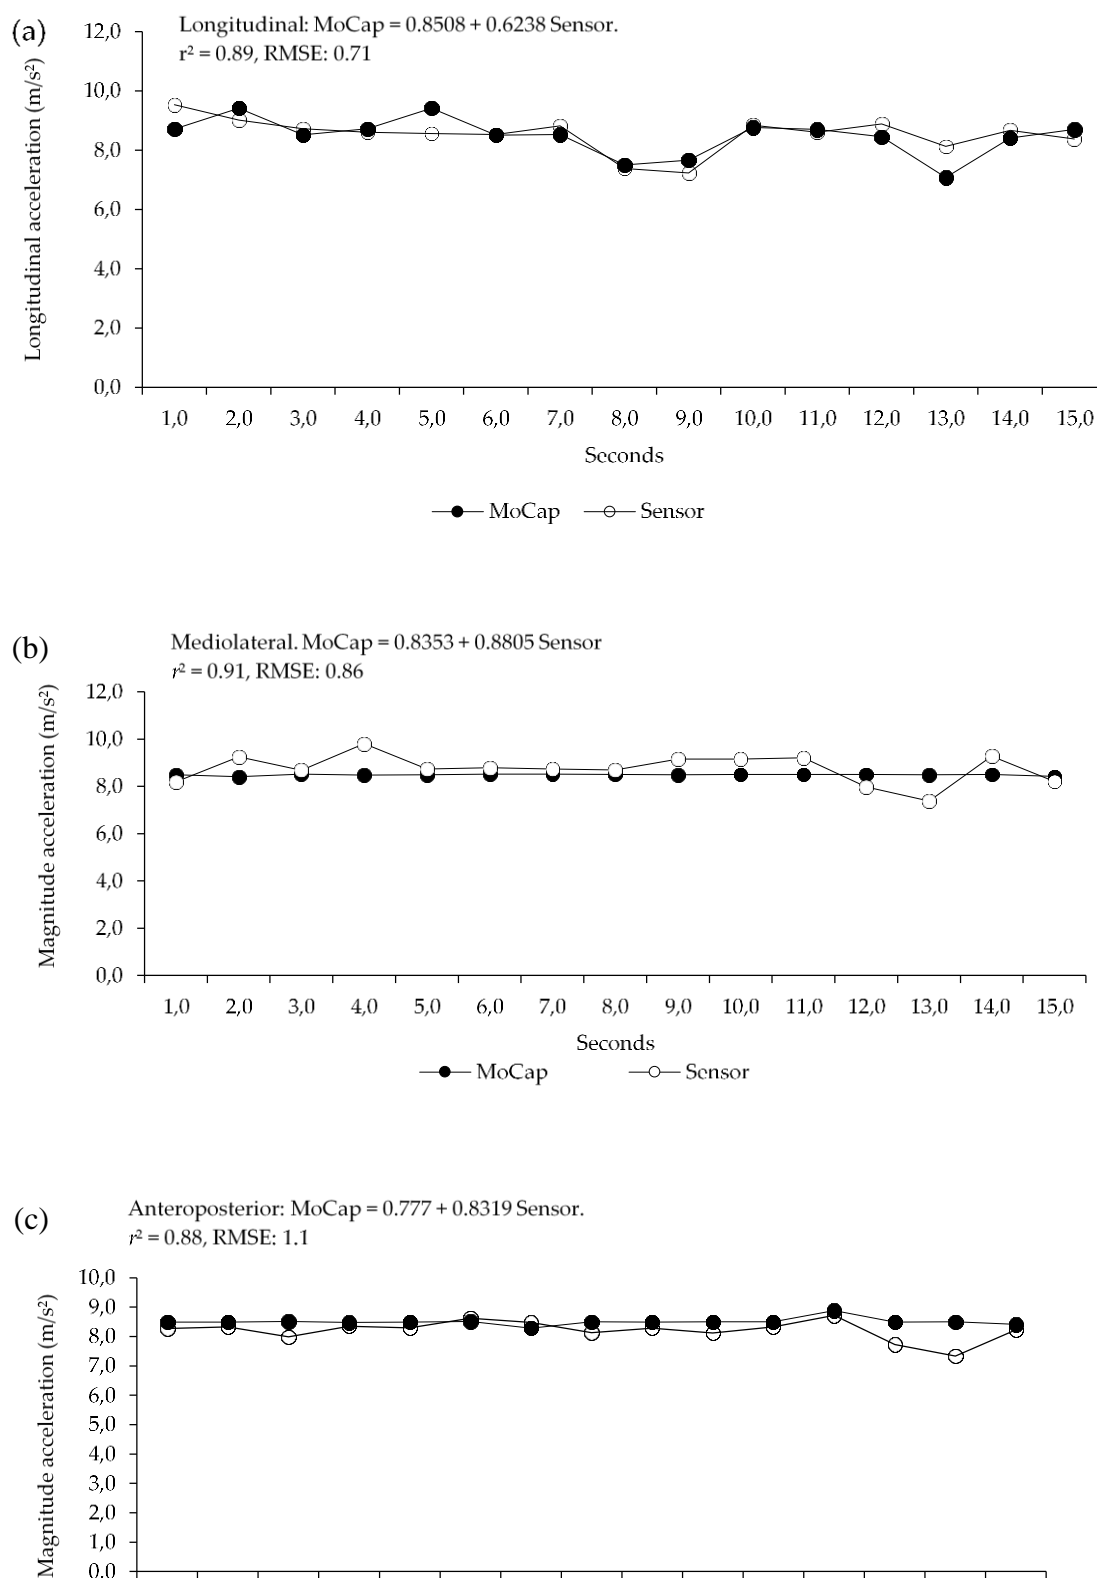 (a)
Longitudinal: MoCap = 0.8508 + 0.6238 Sensor.
r² = 0.89, RMSE: 0.71
Longitudinal acceleration (m/s²)
12,0
10,0
8,0
6,0
4,0
2,0
0,0
1,0 2,0 3,0 4,0 5,0 6,0 7,0 8,0 9,0 10,0 11,0 12,0 13,0 14,0 15,0
Seconds
MoCap Sensor
(b)
Mediolateral. MoCap = 0.8353 + 0.8805 Sensor
r² = 0.91, RMSE: 0.86
Magnitude acceleration (m/s²)
12,0
10,0
8,0
6,0
4,0
2,0
0,0
1,0 2,0 3,0 4,0 5,0 6,0 7,0 8,0 9,0 10,0 11,0 12,0 13,0 14,0 15,0
Seconds
MoCap Sensor
(c)
Anteroposterior: MoCap = 0.777 + 0.8319 Sensor.
r² = 0.88, RMSE: 1.1
Magnitude acceleration (m/s²)
10,0
9,0
8,0
7,0
6,0
5,0
4,0
3,0
2,0
1,0
0,0